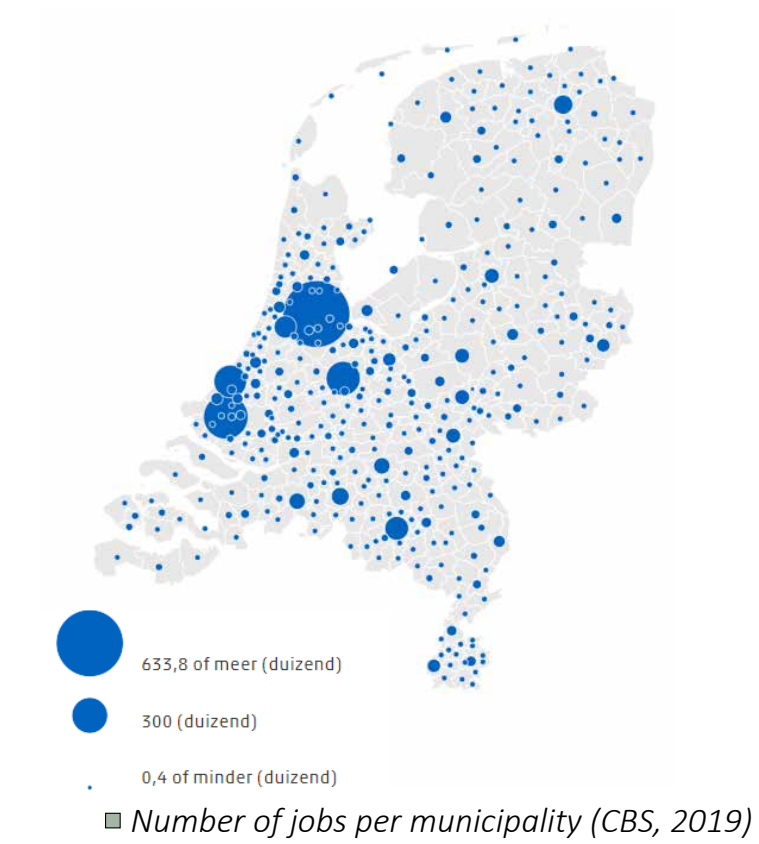 633,8 of meer (duizend)
300 (duizend)
0,4 of minder (duizend)
Number of jobs per municipality (CBS, 2019)